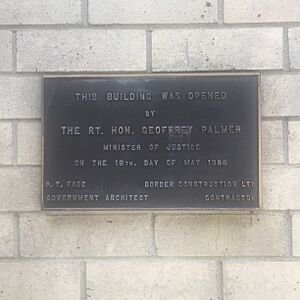 THIS BUILDING WAS OPENED
BY
THE RT. HON. GEOFFREY PALMER
MINISTER OF JUSTICE
ON THE 19TH. DAY OF MAY 1986
P. T. FAGE BORDER CONSTRUCTION LTD
GOVERNMENT ARCHITECT CONTRACTOR